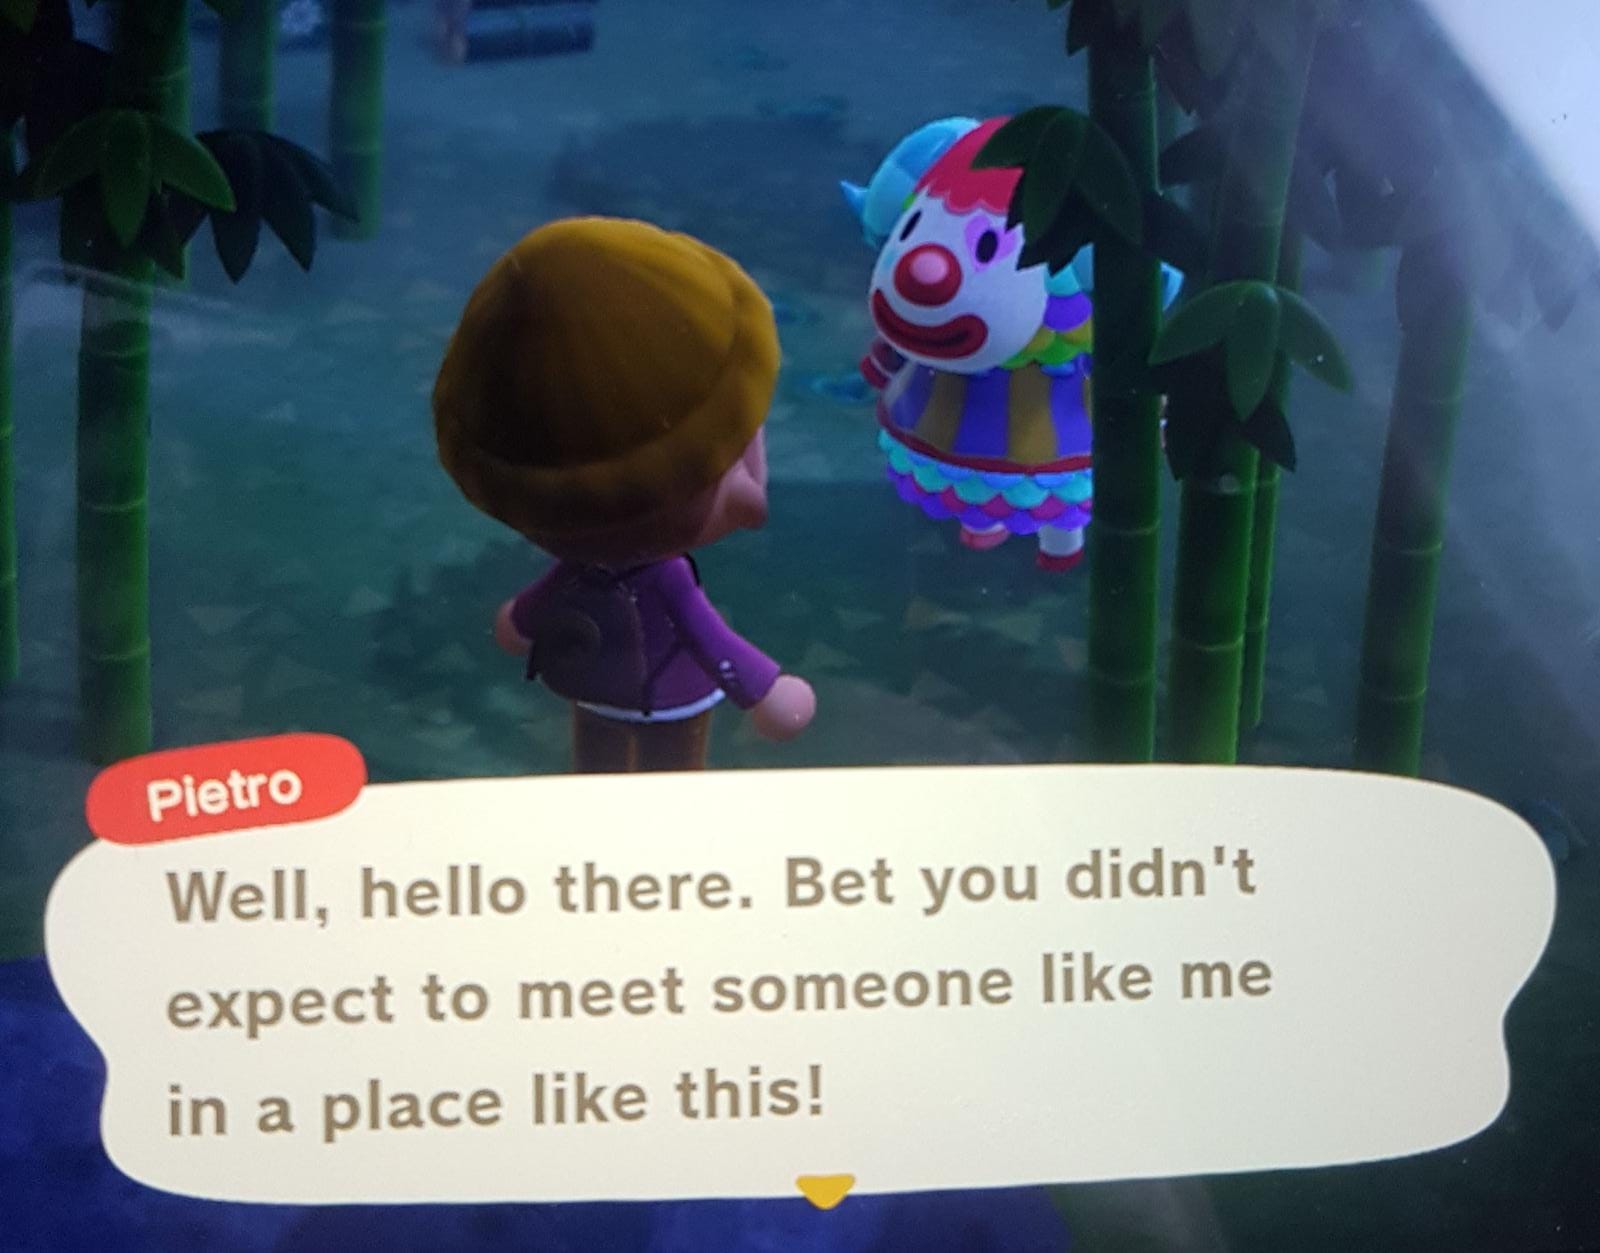 Pietro
Well, hello there. Bet you didn't
expect to meet someone like me
in a place like this!